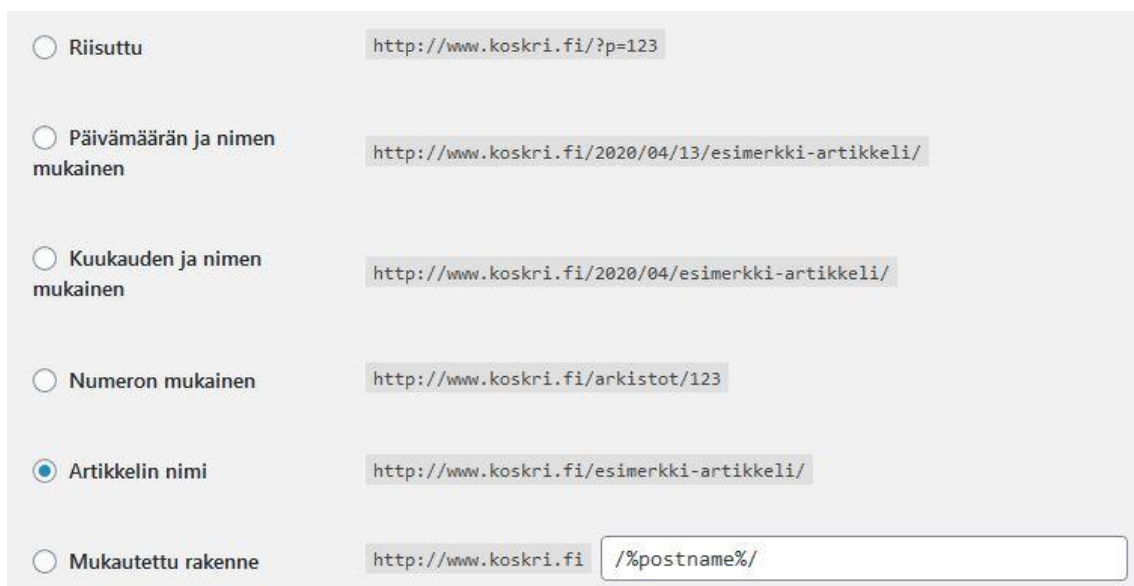 Riisuttu http://www.koskri.fi/?p=123
Päivämäärän ja nimen
mukainen http://www.koskri.fi/2020/04/13/esimerkki-artikkeli/
Kuukauden ja nimen
mukainen http://www.koskri.fi/2020/04/esimerkki-artikkeli/
Numeron mukainen http://www.koskri.fi/arkistot/123
Artikkelin nimi http://www.koskri.fi/esimerkki-artikkeli/
Mukautettu rakenne http://www.koskri.fi /%postname%/